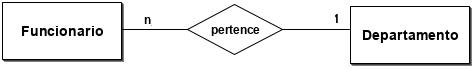 Funcionario
n
pertence
1
Departamento